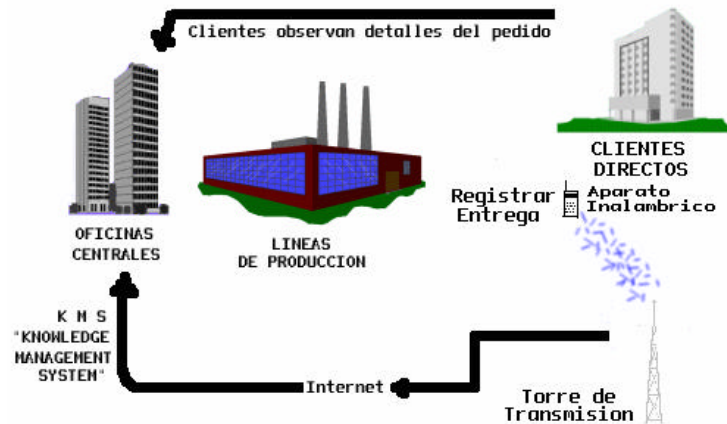 Clientes observan detalles del pedido
CLIENTES
DIRECTOS
Registrar
Entrega
Aparato
Inalambrico
OFICINAS
CENTRALES
LINEAS
DE PRODUCCION
K M S
"KNOWLEDGE
MANAGEMENT
SYSTEM"
Internet
Torre de
Transmision